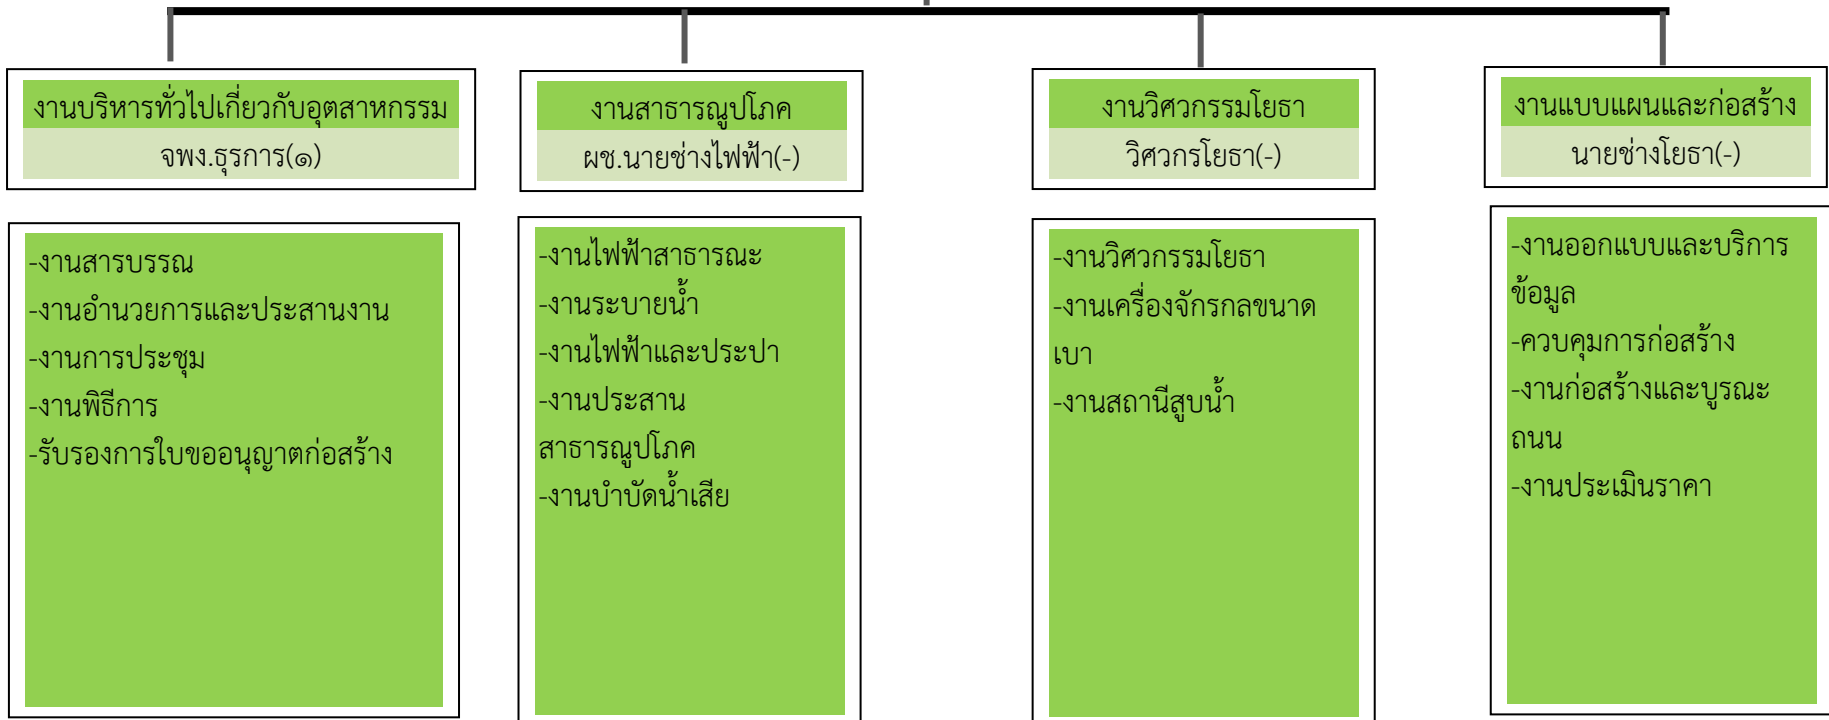 งานบริหารทั่วไปเกี่ยวกับอุตสาหกรรม
จพง.ธุรการ(๑)
งานสาธารณูปโภค
ผช.นายช่างไฟฟ้า(-)
งานวิศวกรรมโยธา
วิศวกรโยธา(-)
งานแบบแผนและก่อสร้าง
นายช่างโยธา(-)
-งานสารบรรณ
-งานอำนวยการและประสานงาน
-งานการประชุม
-งานพิธีการ
-รับรองการใบขออนุญาตก่อสร้าง
-งานไฟฟ้าสาธารณะ
-งานระบายน้ำ
-งานไฟฟ้าและประปา
-งานประสาน
สาธารณูปโภค
-งานบำบัดน้ำเสีย
-งานวิศวกรรมโยธา
-งานเครื่องจักรกลขนาด
เบา
-งานสถานีสูบน้ำ
-งานออกแบบและบริการ
ข้อมูล
-ควบคุมการก่อสร้าง
-งานก่อสร้างและบูรณะ
ถนน
-งานประเมินราคา